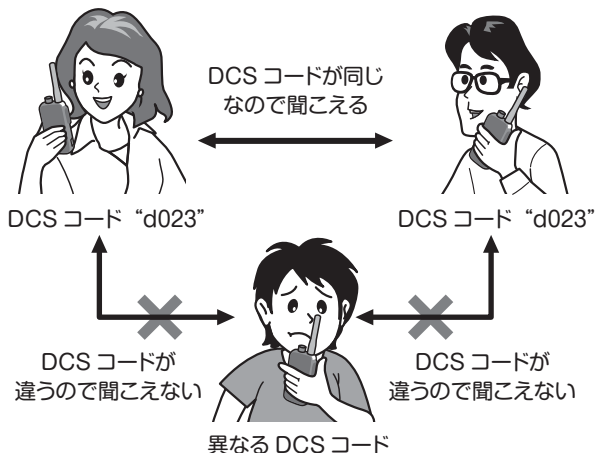 DCS コードが同じ
なので聞こえる
DCS コード “d023”
DCS コード “d023”
DCS コードが
違うので聞こえない
DCS コードが
違うので聞こえない
異なる DCS コード